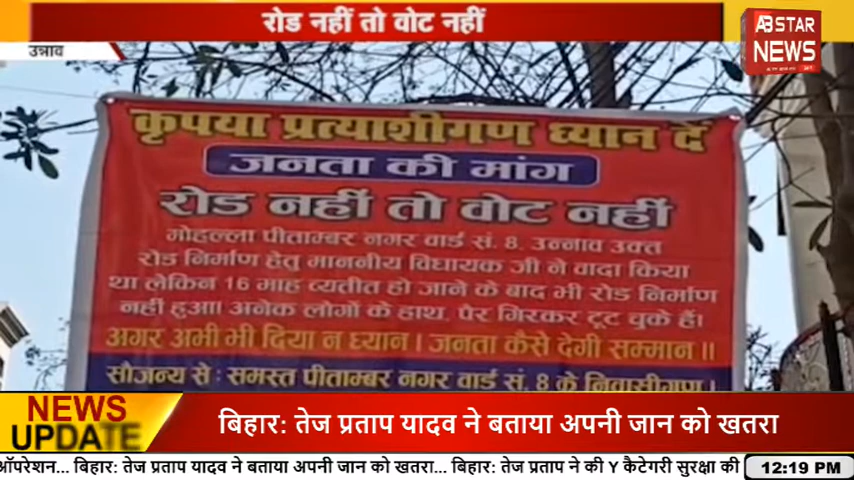 रोड नहीं तो वोट नहीं
उन्नाव
AB STAR
NEWS
कृपया प्रत्याशीगण ध्यान दें
जनता की मांग
रोड नहीं तो वोट नहीं
मोहल्ला पीताम्बर नगर वार्ड सं. 8. उन्नाव उक्त
रोड निर्माण हेतु माननीय विधायक जी ने वादा किया
था लेकिन 16 माह व्यतीत हो जाने के बाद भी रोड निर्माण
नहीं हुआ। अनेक लोगों के हाथ, पैर गिरकर टूट चुके हैं।
अगर अभी भी दिया न ध्यान। जनता कैसे देगी सम्मान॥
सौजन्य से : समस्त पीताम्बर नगर वार्ड सं. 8 के निवासीगण।
NEWS
UPDATE
बिहार: तेज प्रताप यादव ने बताया अपनी जान को खतरा
ऑपरेशन... बिहार: तेज प्रताप यादव ने बताया अपनी जान को खतरा... बिहार: तेज प्रताप ने की Y कैटेगरी सुरक्षा की
12:19 PM